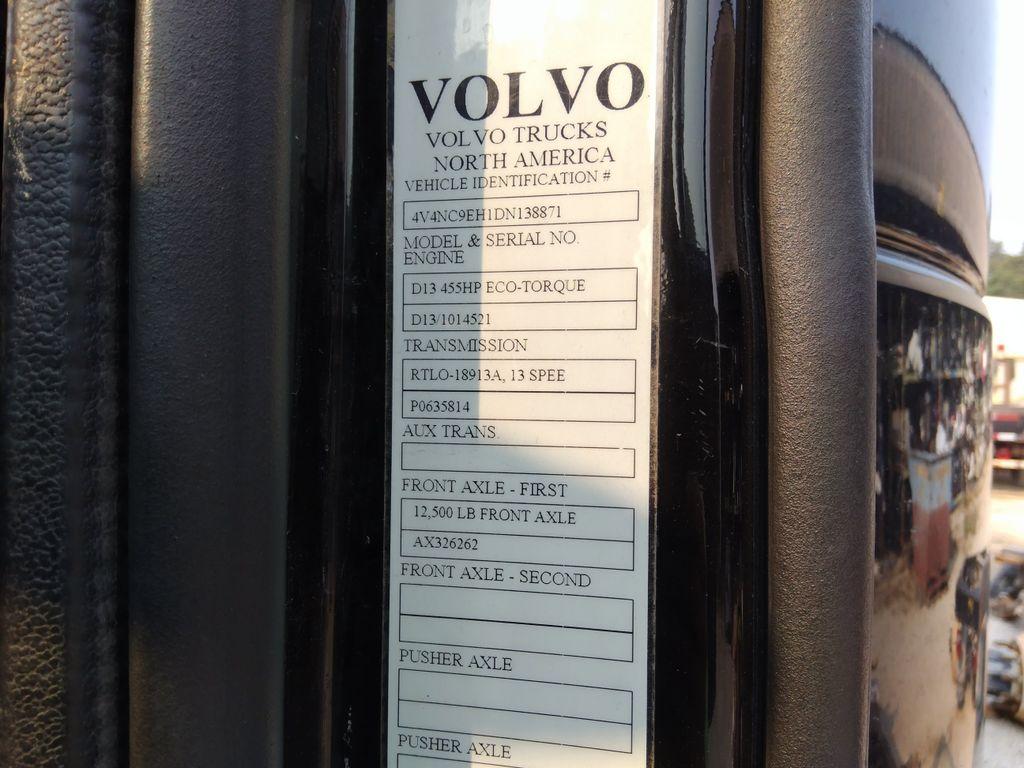 VOLVO
VOLVO TRUCKS
NORTH AMERICA
VEHICLE IDENTIFICATION #
4V4NC9EH1DN138871
MODEL & SERIAL NO.
ENGINE
D13 455HP ECO-TORQUE
D13/1014521
TRANSMISSION
RTLO-18913A, 13 SPEE
P0635814
AUX TRANS.
FRONT AXLE - FIRST
12,500 LB FRONT AXLE
AX326262
FRONT AXLE - SECOND
PUSHER AXLE
PUSHER AXLE